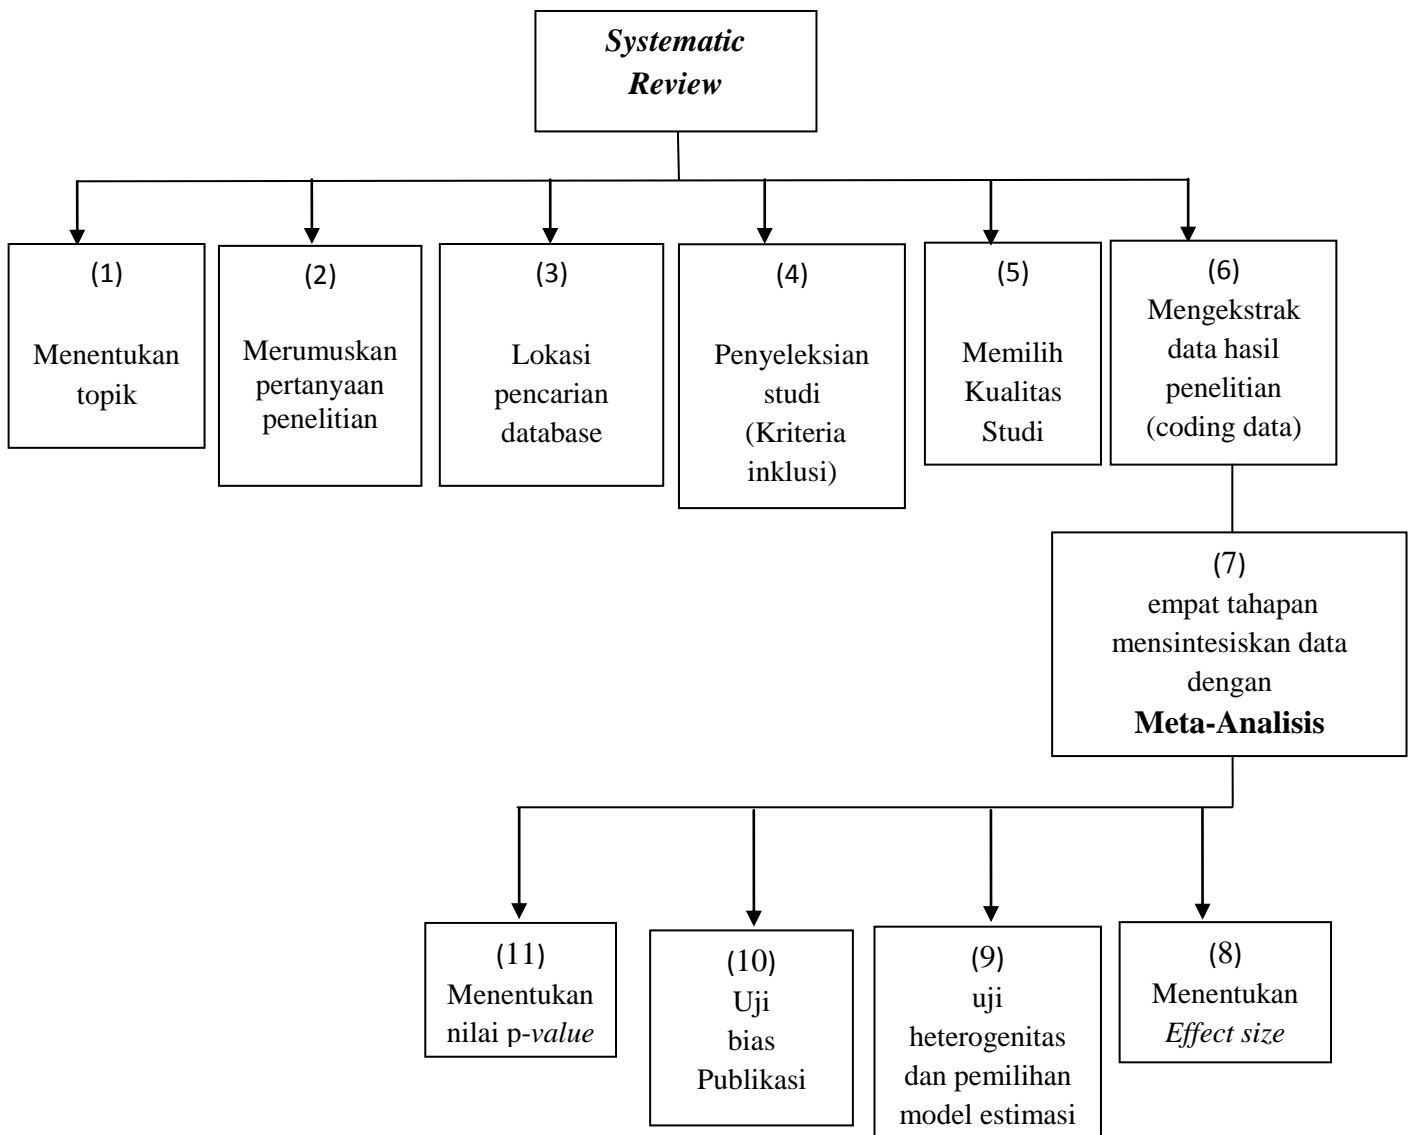 Systematic
Review
(1)
Menentukan
topik
(2)
Merumuskan
pertanyaan
penelitian
(3)
Lokasi
pencarian
database
(4)
Penyeleksian
studi
(Kriteria
inklusi)
(5)
Memilih
Kualitas
Studi
(6)
Mengekstrak
data hasil
penelitian
(coding data)
(7)
empat tahapan
mensintesiskan data
dengan
Meta-Analisis
(11)
Menentukan
nilai p-value
(10)
Uji
bias
Publikasi
(9)
uji
heterogenitas
dan pemilihan
model estimasi
(8)
Menentukan
Effect size